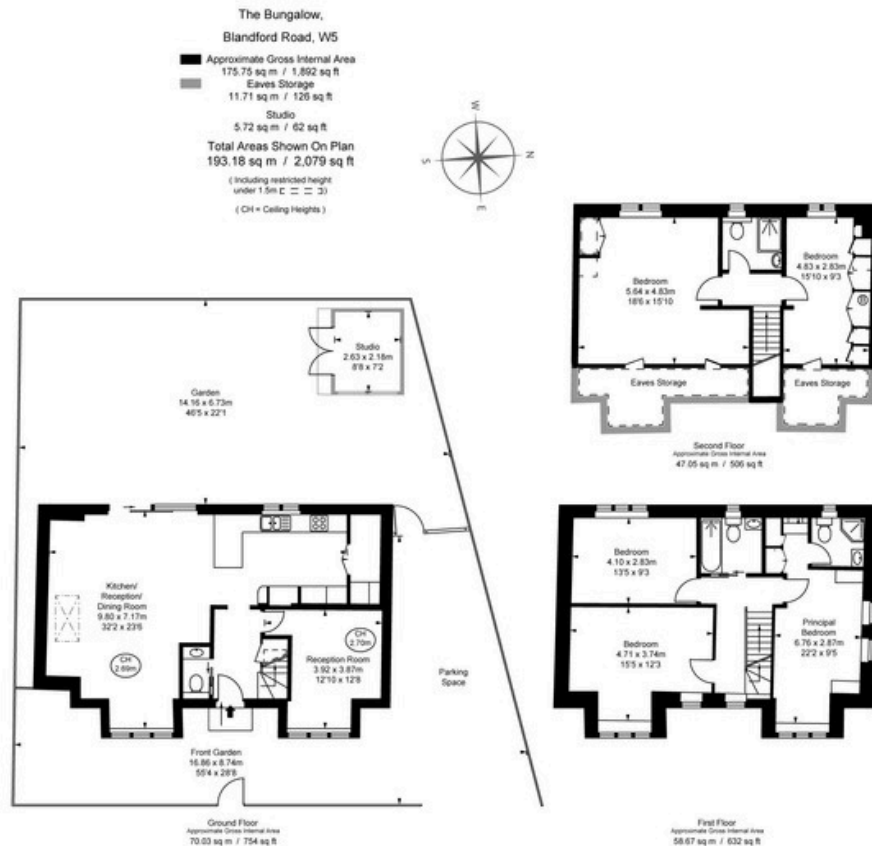 The Bungalow,
Blandford Road, W5
Approximate Gross Internal Area
175.75 sq m / 1,892 sq ft
Eaves Storage
11.71 sq m / 126 sq ft
Studio
5.72 sq m / 62 sq ft
Total Areas Shown On Plan
193.18 sq m / 2,079 sq ft
( Including restricted height
under 1.5m )
( CH = Ceiling Heights )
W
S
N
E
Studio
2.63 x 2.18m
8'8 x 7'2
Garden
14.16 x 6.73m
46'5 x 22'1
Kitchen/
Reception/
Dining Room
9.80 x 7.17m
32'2 x 23'6
CH
2.69m
CH
2.70m
Reception Room
3.92 x 3.87m
12'10 x 12'8
Parking
Space
Front Garden
16.86 x 8.74m
55'4 x 28'8
Ground Floor
Approximate Gross Internal Area
70.03 sq m / 754 sq ft
Bedroom
5.64 x 4.83m
18'6 x 15'10
Bedroom
4.83 x 2.83m
15'10 x 9'3
Eaves Storage
Eaves Storage
Second Floor
Approximate Gross Internal Area
47.05 sq m / 506 sq ft
Bedroom
4.10 x 2.83m
13'5 x 9'3
Bedroom
4.71 x 3.74m
15'5 x 12'3
Principal
Bedroom
6.76 x 2.87m
22'2 x 9'5
First Floor
Approximate Gross Internal Area
58.67 sq m / 632 sq ft